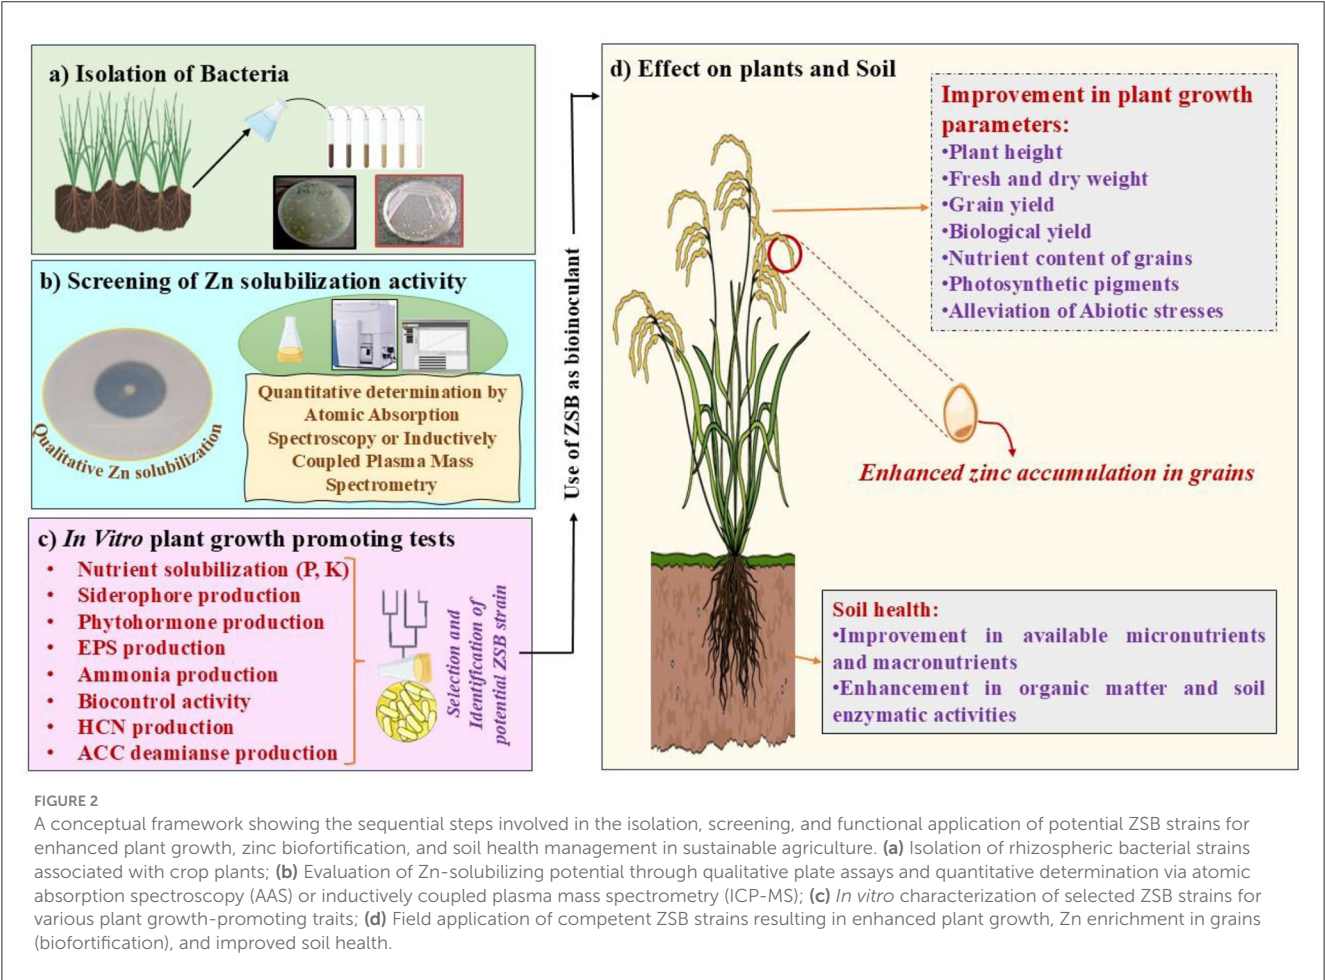 a) Isolation of Bacteria
b) Screening of Zn solubilization activity
Qualitative Zn solubilization
Quantitative determination by
Atomic Absorption
Spectroscopy or Inductively
Coupled Plasma Mass
Spectrometry
c) In Vitro plant growth promoting tests
• Nutrient solubilization (P, K)
• Siderophore production
• Phytohormone production
• EPS production
• Ammonia production
• Biocontrol activity
• HCN production
• ACC deamianse production
Selection and
Identification of
potential ZSB strain
Use of ZSB as bioinoculant
d) Effect on plants and Soil
Improvement in plant growth
parameters:
•Plant height
•Fresh and dry weight
•Grain yield
•Biological yield
•Nutrient content of grains
•Photosynthetic pigments
•Alleviation of Abiotic stresses
Enhanced zinc accumulation in grains
Soil health:
•Improvement in available micronutrients
and macronutrients
•Enhancement in organic matter and soil
enzymatic activities
FIGURE 2
A conceptual framework showing the sequential steps involved in the isolation, screening, and functional application of potential ZSB strains for
enhanced plant growth, zinc biofortification, and soil health management in sustainable agriculture. (a) Isolation of rhizospheric bacterial strains
associated with crop plants; (b) Evaluation of Zn-solubilizing potential through qualitative plate assays and quantitative determination via atomic
absorption spectroscopy (AAS) or inductively coupled plasma mass spectrometry (ICP-MS); (c) In vitro characterization of selected ZSB strains for
various plant growth-promoting traits; (d) Field application of competent ZSB strains resulting in enhanced plant growth, Zn enrichment in grains
(biofortification), and improved soil health.